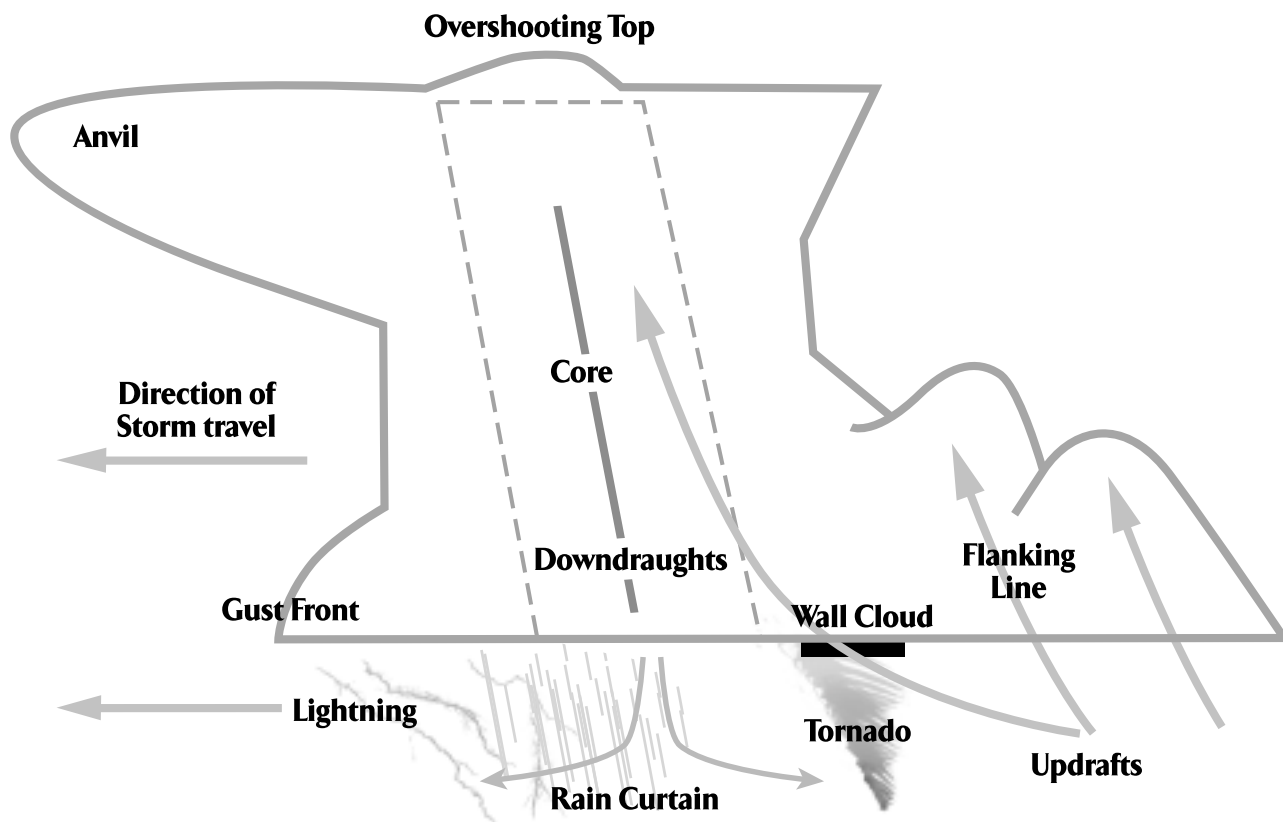 Overshooting Top
Anvil
Core
Direction of
Storm travel
Downdraughts
Flanking
Line
Gust Front
Wall Cloud
Lightning
Tornado
Updrafts
Rain Curtain